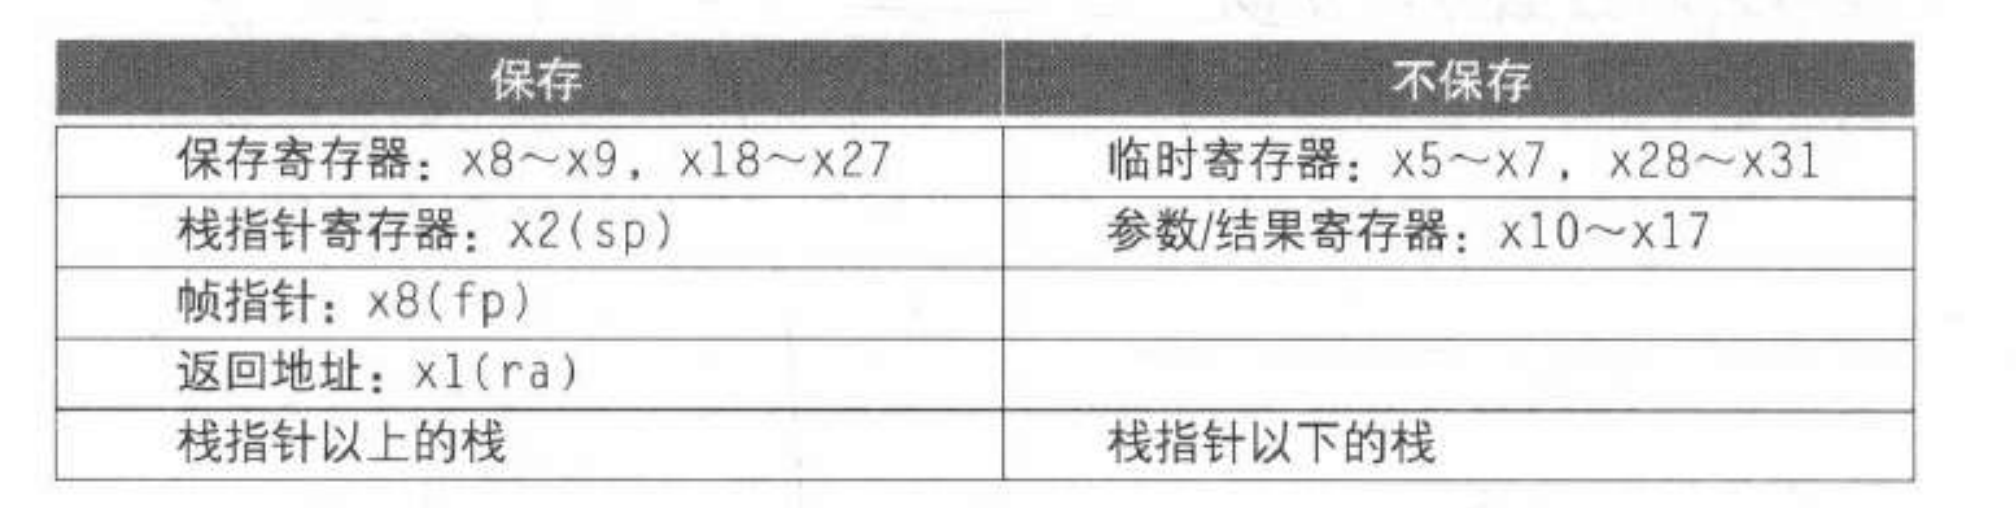 保存 不保存
保存寄存器：x8～x9，x18～x27 临时寄存器：x5～x7，x28～x31
栈指针寄存器：x2(sp) 参数/结果寄存器：x10～x17
帧指针：x8(fp)
返回地址：x1(ra)
栈指针以上的栈 栈指针以下的栈